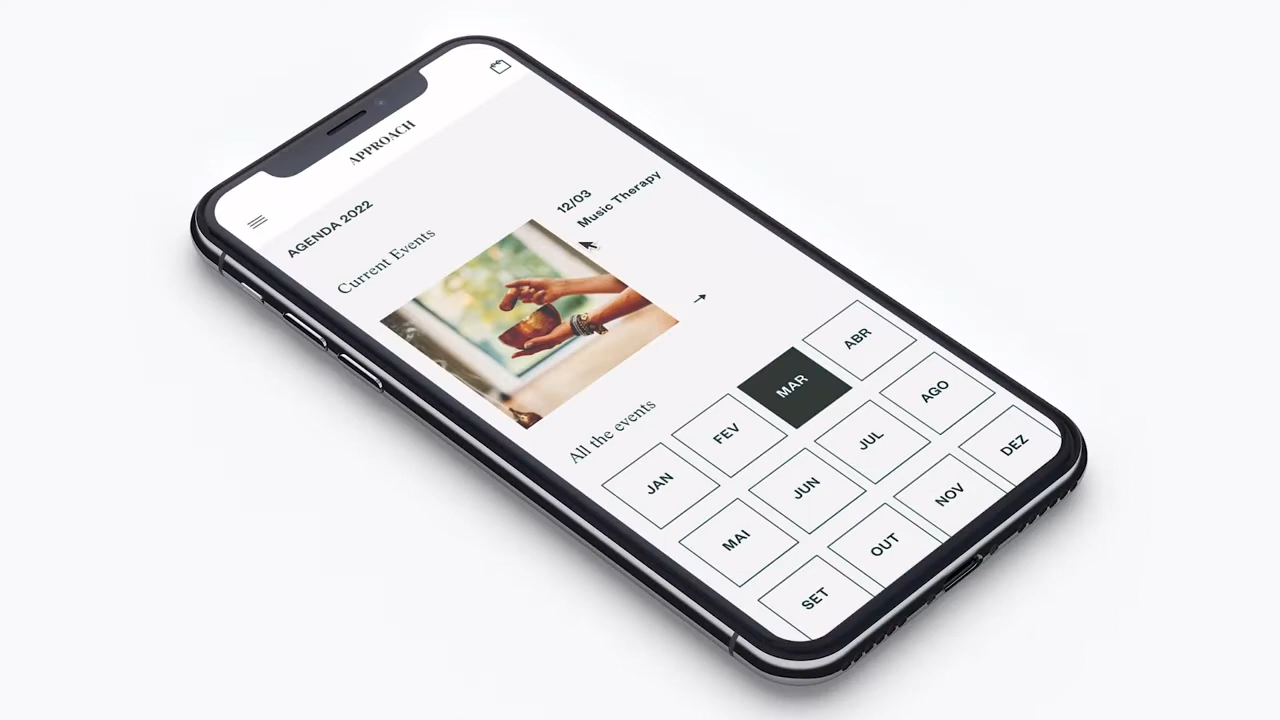 APPROACH
AGENDA 2022
Current Events
12/03
Music Therapy
All the events
JAN
FEV
MAR
ABR
MAI
JUN
JUL
AGO
SET
OUT
NOV
DEZ